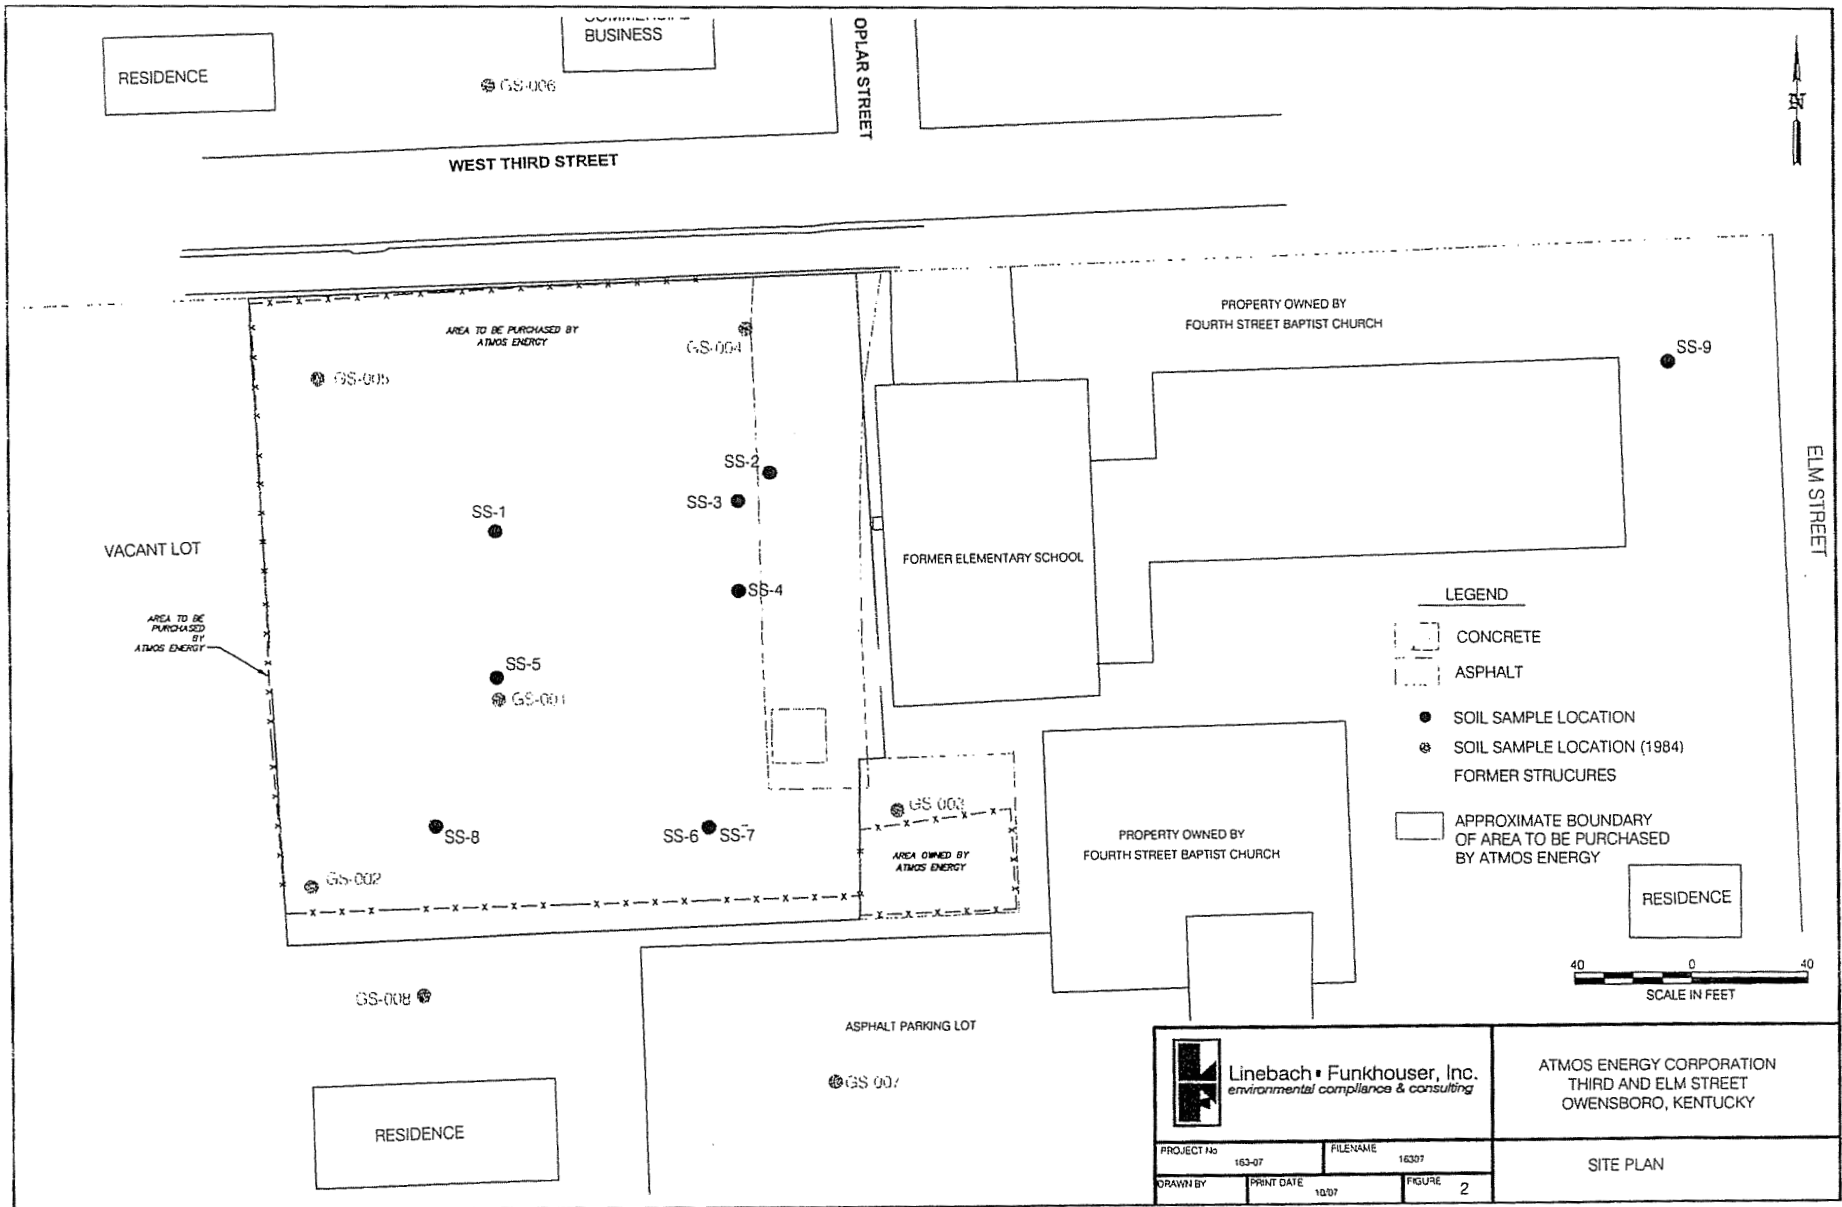 BUSINESS
RESIDENCE
GS-006
OPLAR STREET
N
WEST THIRD STREET
AREA TO BE PURCHASED BY
ATMOS ENERGY
GS-004
GS-005
PROPERTY OWNED BY
FOURTH STREET BAPTIST CHURCH
SS-9
ELM STREET
SS-2
SS-3
SS-1
VACANT LOT
FORMER ELEMENTARY SCHOOL
SS-4
AREA TO BE
PURCHASED
BY
ATMOS ENERGY
SS-5
GS-001
LEGEND
CONCRETE
ASPHALT
SOIL SAMPLE LOCATION
SOIL SAMPLE LOCATION (1984)
FORMER STRUCURES
APPROXIMATE BOUNDARY
OF AREA TO BE PURCHASED
BY ATMOS ENERGY
GS-003
SS-8
SS-6
SS-7
PROPERTY OWNED BY
FOURTH STREET BAPTIST CHURCH
AREA OWNED BY
ATMOS ENERGY
GS-002
RESIDENCE
40 0 40
SCALE IN FEET
GS-008
ASPHALT PARKING LOT
GS-007
RESIDENCE
Linebach • Funkhouser, Inc.
environmental compliance & consulting
ATMOS ENERGY CORPORATION
THIRD AND ELM STREET
OWENSBORO, KENTUCKY
PROJECT No
163-07
FILENAME
16307
SITE PLAN
DRAWN BY
PRINT DATE
10/07
FIGURE 2